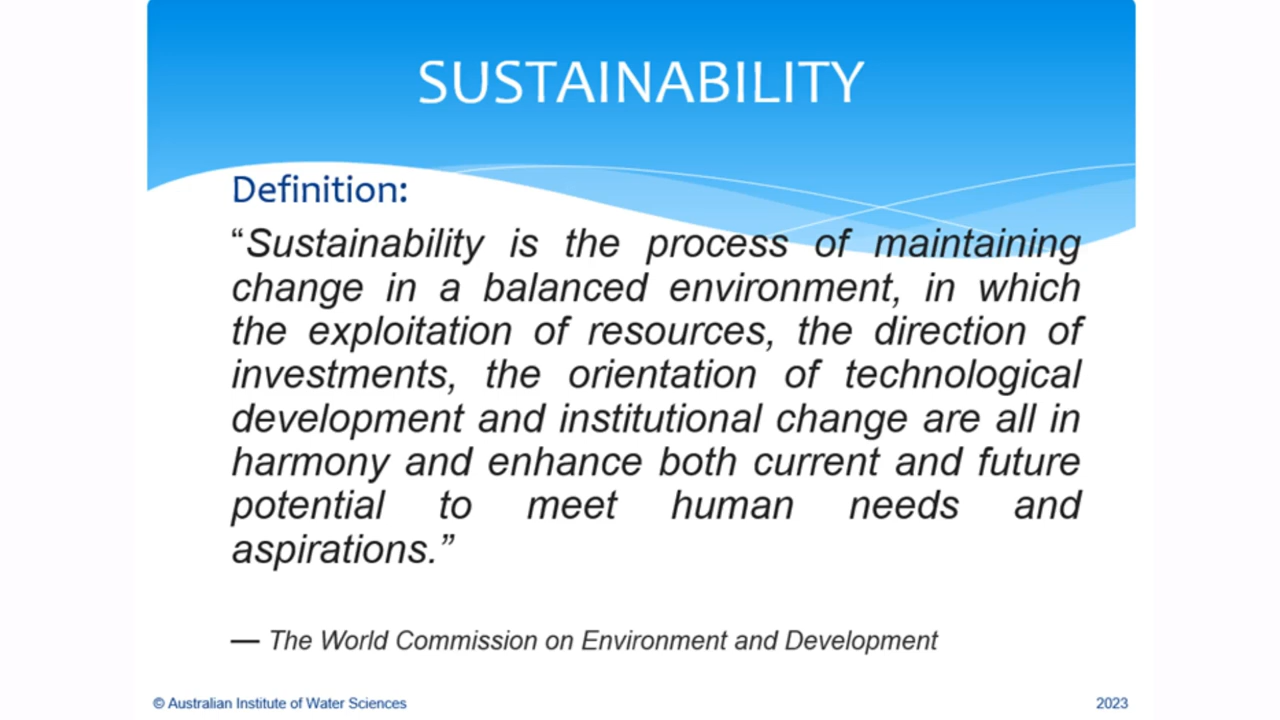 SUSTAINABILITY
Definition:
“Sustainability is the process of maintaining
change in a balanced environment, in which
the exploitation of resources, the direction of
investments, the orientation of technological
development and institutional change are all in
harmony and enhance both current and future
potential to meet human needs and
aspirations.”
— The World Commission on Environment and Development
© Australian Institute of Water Sciences
2023